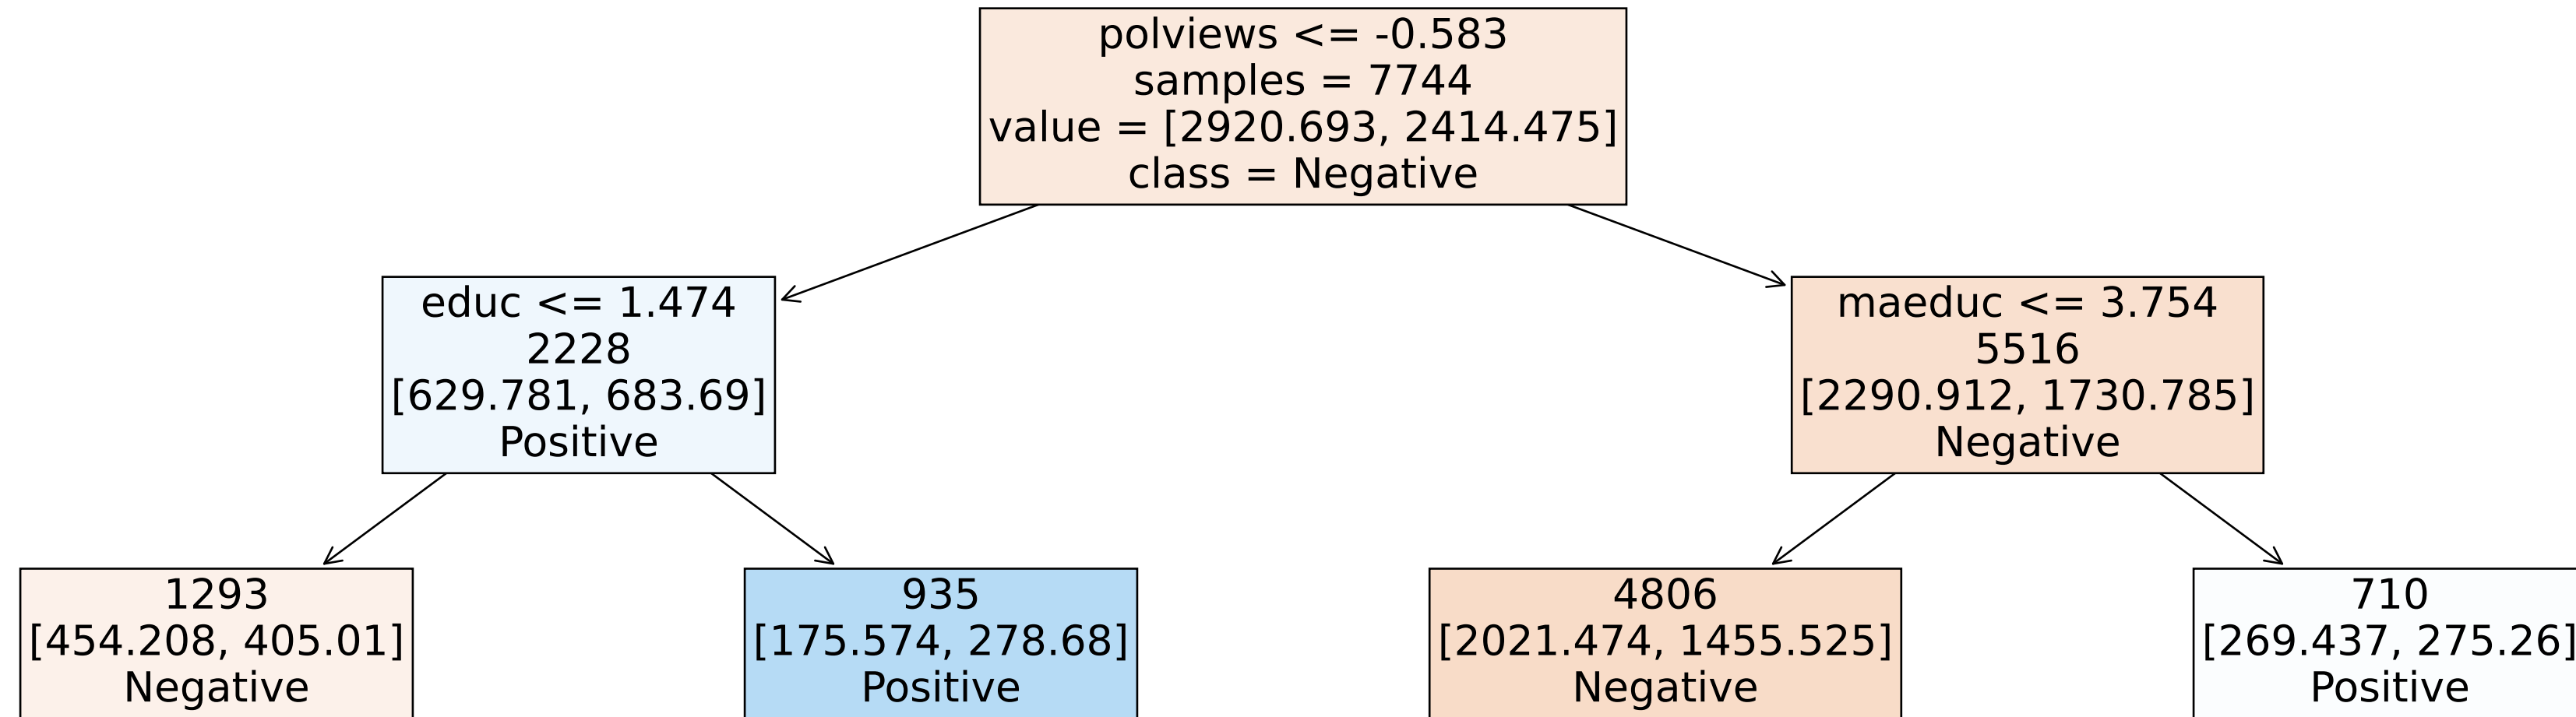 polviews <= -0.583
samples = 7744
value = [2920.693, 2414.475]
class = Negative
educ <= 1.474
2228
[629.781, 683.69]
Positive
maeduc <= 3.754
5516
[2290.912, 1730.785]
Negative
1293
[454.208, 405.01]
Negative
935
[175.574, 278.68]
Positive
4806
[2021.474, 1455.525]
Negative
710
[269.437, 275.26]
Positive